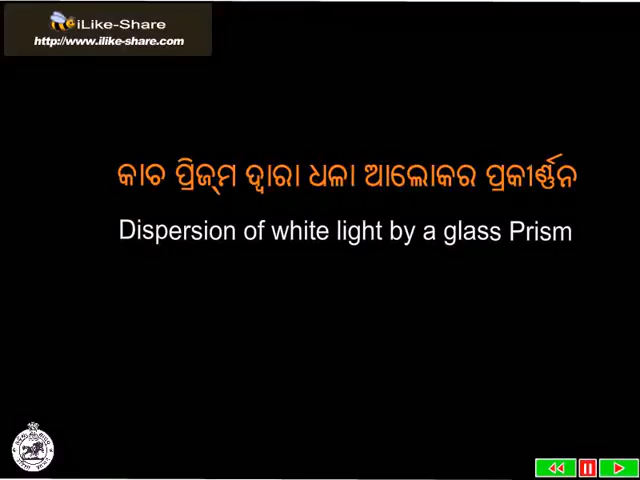 iLike-Share
http://www.ilike-share.com
କାଚ ପ୍ରିଜ୍‌ମ ଦ୍ୱାରା ଧଳା ଆଲୋକର ପ୍ରକୀର୍ଣ୍ଣନ
Dispersion of white light by a glass Prism